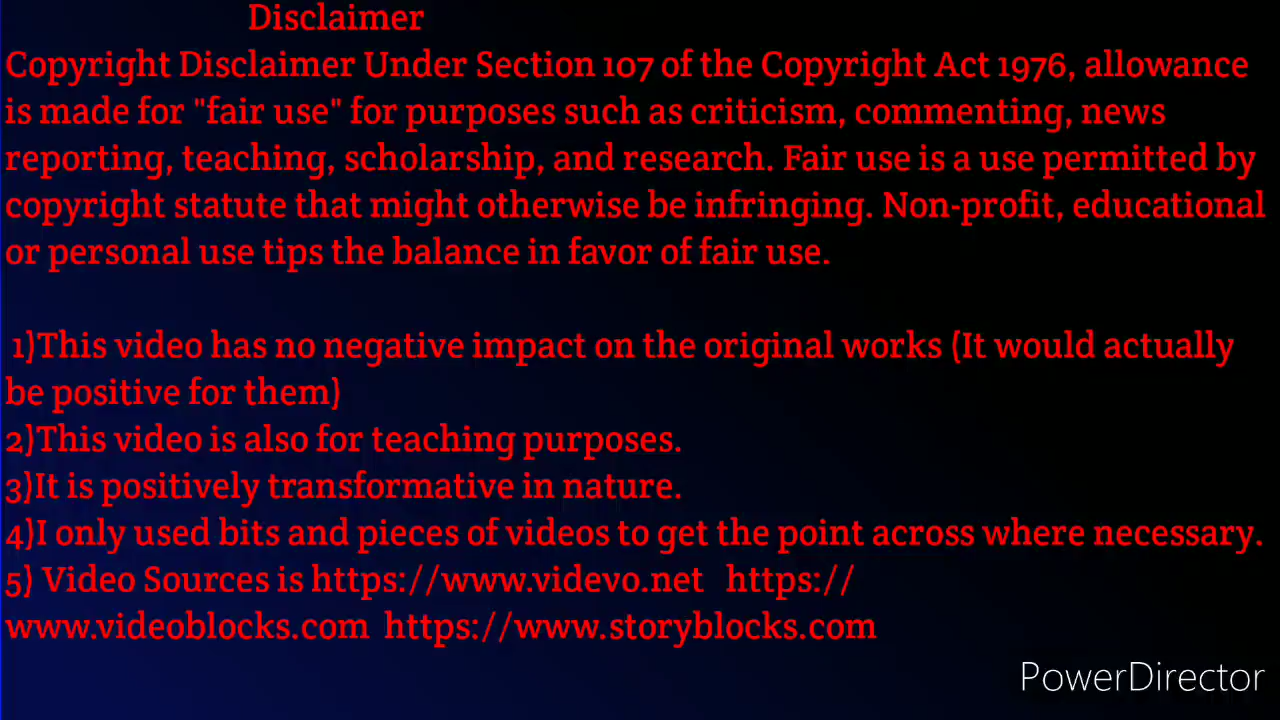 Disclaimer
Copyright Disclaimer Under Section 107 of the Copyright Act 1976, allowance
is made for "fair use" for purposes such as criticism, commenting, news
reporting, teaching, scholarship, and research. Fair use is a use permitted by
copyright statute that might otherwise be infringing. Non-profit, educational
or personal use tips the balance in favor of fair use.
1)This video has no negative impact on the original works (It would actually
be positive for them)
2)This video is also for teaching purposes.
3)It is positively transformative in nature.
4)I only used bits and pieces of videos to get the point across where necessary.
5) Video Sources is https://www.videvo.net https://
www.videoblocks.com https://www.storyblocks.com
PowerDirector